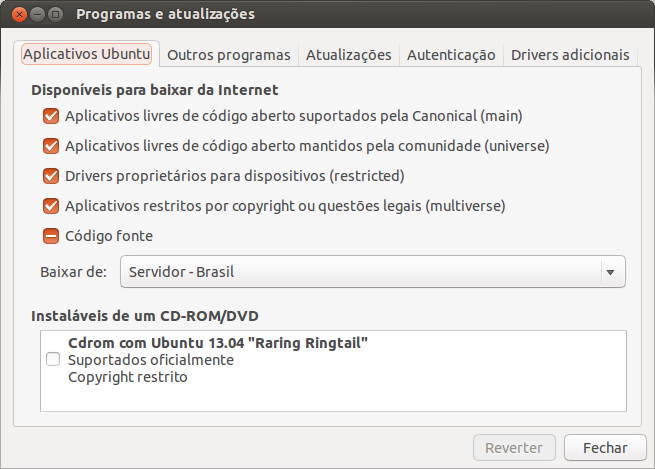 Programas e atualizações
Aplicativos Ubuntu
Outros programas
Atualizações
Autenticação
Drivers adicionais
Disponíveis para baixar da Internet
Aplicativos livres de código aberto suportados pela Canonical (main)
Aplicativos livres de código aberto mantidos pela comunidade (universe)
Drivers proprietários para dispositivos (restricted)
Aplicativos restritos por copyright ou questões legais (multiverse)
Código fonte
Baixar de:
Servidor - Brasil
Instaláveis de um CD-ROM/DVD
Cdrom com Ubuntu 13.04 "Raring Ringtail"
Suportados oficialmente
Copyright restrito
Reverter
Fechar